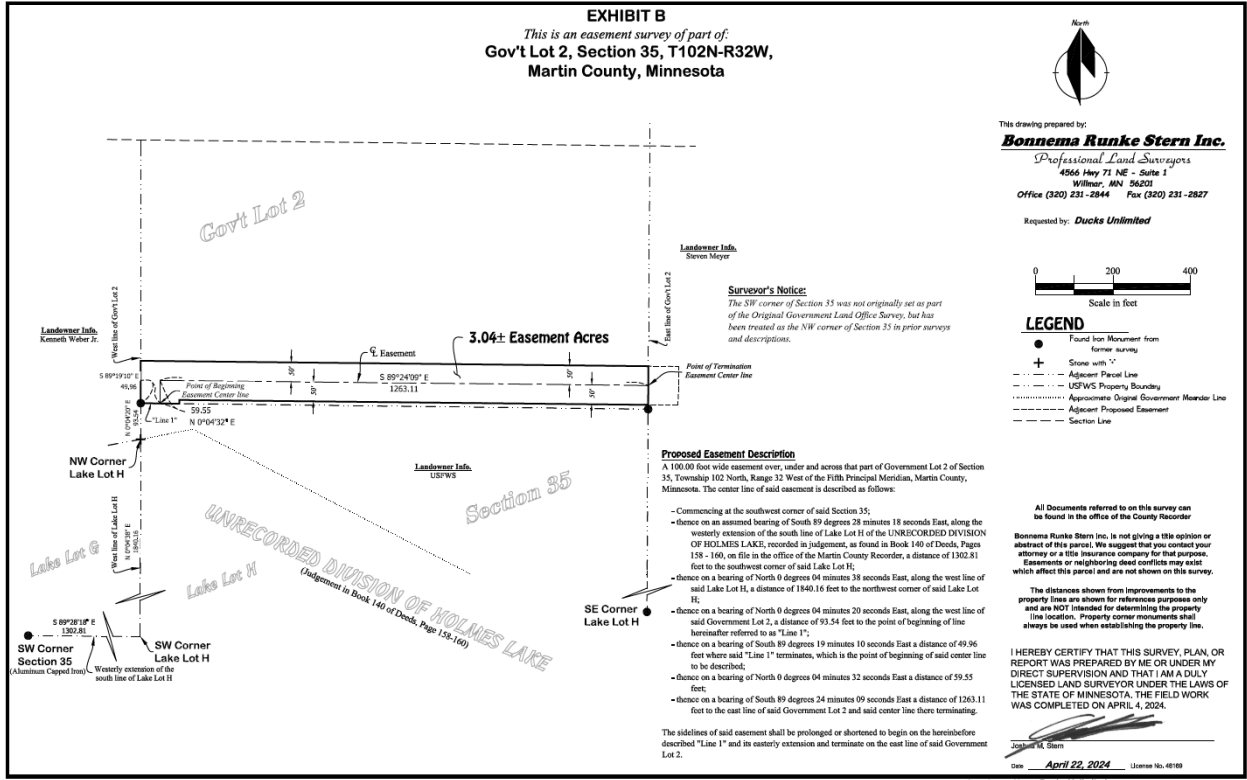 EXHIBIT B
This is an easement survey of part of:
Gov't Lot 2, Section 35, T102N-R32W,
Martin County, Minnesota
North
This drawing prepared by:
Bonnema Runke Stern Inc.
Professional Land Surveyors
4566 Hwy 71 NE - Suite 1
Willmar, MN 56201
Office (320) 231-2844 Fax (320) 231-2827
Requested by: Ducks Unlimited
0 200 400
Scale in feet
LEGEND
Found Iron Monument from
former survey
Stone with
Adjacent Parcel Line
USFWS Property Boundary
Approximate Original Government Meander Line
Adjacent Proposed Easement
Section Line
Gov't Lot 2
Landowner Info.
Steven Meyer
East line of Gov't Lot 2
West line of Gov't Lot 2
Surveyor's Notice:
The SW corner of Section 35 was not originally set as part
of the Original Government Land Office Survey, but has
been treated as the NW corner of Section 35 in prior surveys
and descriptions.
Landowner Info.
Kenneth Weber Jr.
℄ Easement
3.04± Easement Acres
50'
50'
50'
50'
S 89°24'09" E
1263.11
Point of Termination
Easement Center line
S 89°19'10" E
49.96
Point of Beginning
Easement Center line
N 0°04'20" E
93.54
"Line 1"
59.55
N 0°04'32" E
NW Corner
Lake Lot H
Landowner Info.
USFWS
Section 35
UNRECORDED DIVISION OF HOLMES LAKE
(Judgement in Book 140 of Deeds, Page 158-160)
Lake Lot G
West line of Lake Lot H
N 0°04'38" E
1840.16
Lake Lot H
SE Corner
Lake Lot H
S 89°28'18" E
1302.81
SW Corner
Section 35
(Aluminum Capped Iron)
Westerly extension of the
south line of Lake Lot H
SW Corner
Lake Lot H
Proposed Easement Description
A 100.00 foot wide easement over, under and across that part of Government Lot 2 of Section
35, Township 102 North, Range 32 West of the Fifth Principal Meridian, Martin County,
Minnesota. The center line of said easement is described as follows:
- Commencing at the southwest corner of said Section 35;
- thence on an assumed bearing of South 89 degrees 28 minutes 18 seconds East, along the
westerly extension of the south line of Lake Lot H of the UNRECORDED DIVISION
OF HOLMES LAKE, recorded in judgement, as found in Book 140 of Deeds, Pages
158 - 160, on file in the office of the Martin County Recorder, a distance of 1302.81
feet to the southwest corner of said Lake Lot H;
- thence on a bearing of North 0 degrees 04 minutes 38 seconds East, along the west line of
said Lake Lot H, a distance of 1840.16 feet to the northwest corner of said Lake Lot
H;
- thence on a bearing of North 0 degrees 04 minutes 20 seconds East, along the west line of
said Government Lot 2, a distance of 93.54 feet to the point of beginning of line
hereinafter referred to as "Line 1";
- thence on a bearing of South 89 degrees 19 minutes 10 seconds East a distance of 49.96
feet where said "Line 1" terminates, which is the point of beginning of said center line
to be described;
- thence on a bearing of North 0 degrees 04 minutes 32 seconds East a distance of 59.55
feet;
- thence on a bearing of South 89 degrees 24 minutes 09 seconds East a distance of 1263.11
feet to the east line of said Government Lot 2 and said center line there terminating.
The sidelines of said easement shall be prolonged or shortened to begin on the hereinbefore
described "Line 1" and its easterly extension and terminate on the east line of said Government
Lot 2.
All Documents referred to on this survey can
be found in the office of the County Recorder
Bonnema Runke Stern Inc. is not giving a title opinion or
abstract of this parcel. We suggest that you contact your
attorney or a title insurance company for that purpose.
Easements or neighboring deed conflicts may exist
which affect this parcel and are not shown on this survey.
The distances shown from improvements to the
property lines are shown for references purposes only
and are NOT intended for determining the property
line location. Property corner monuments shall
always be used when establishing the property line.
I HEREBY CERTIFY THAT THIS SURVEY, PLAN, OR
REPORT WAS PREPARED BY ME OR UNDER MY
DIRECT SUPERVISION AND THAT I AM A DULY
LICENSED LAND SURVEYOR UNDER THE LAWS OF
THE STATE OF MINNESOTA. THE FIELD WORK
WAS COMPLETED ON APRIL 4, 2024.
Joshua M. Stern
Date April 22, 2024 License No. 46169